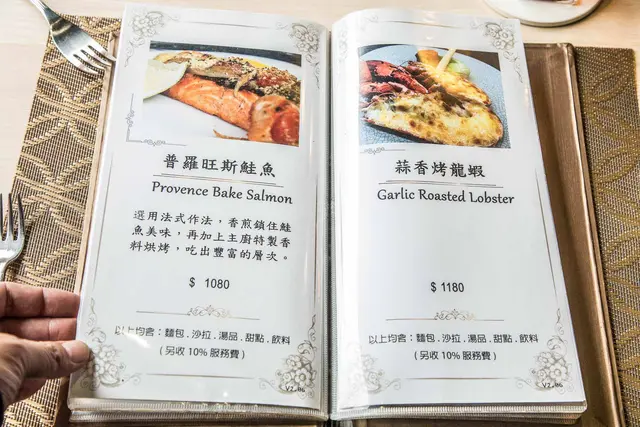 普羅旺斯鮭魚
Provence Bake Salmon
選用法式作法，香煎鎖住鮭
魚美味，再加上主廚特製香
料烘烤，吃出豐富的層次。
$ 1080
以上均含：麵包．沙拉．湯品．甜點．飲料
（另收10%服務費）
蒜香烤龍蝦
Garlic Roasted Lobster
$ 1180
以上均含：麵包．沙拉．湯品．甜點．飲料
（另收10%服務費）